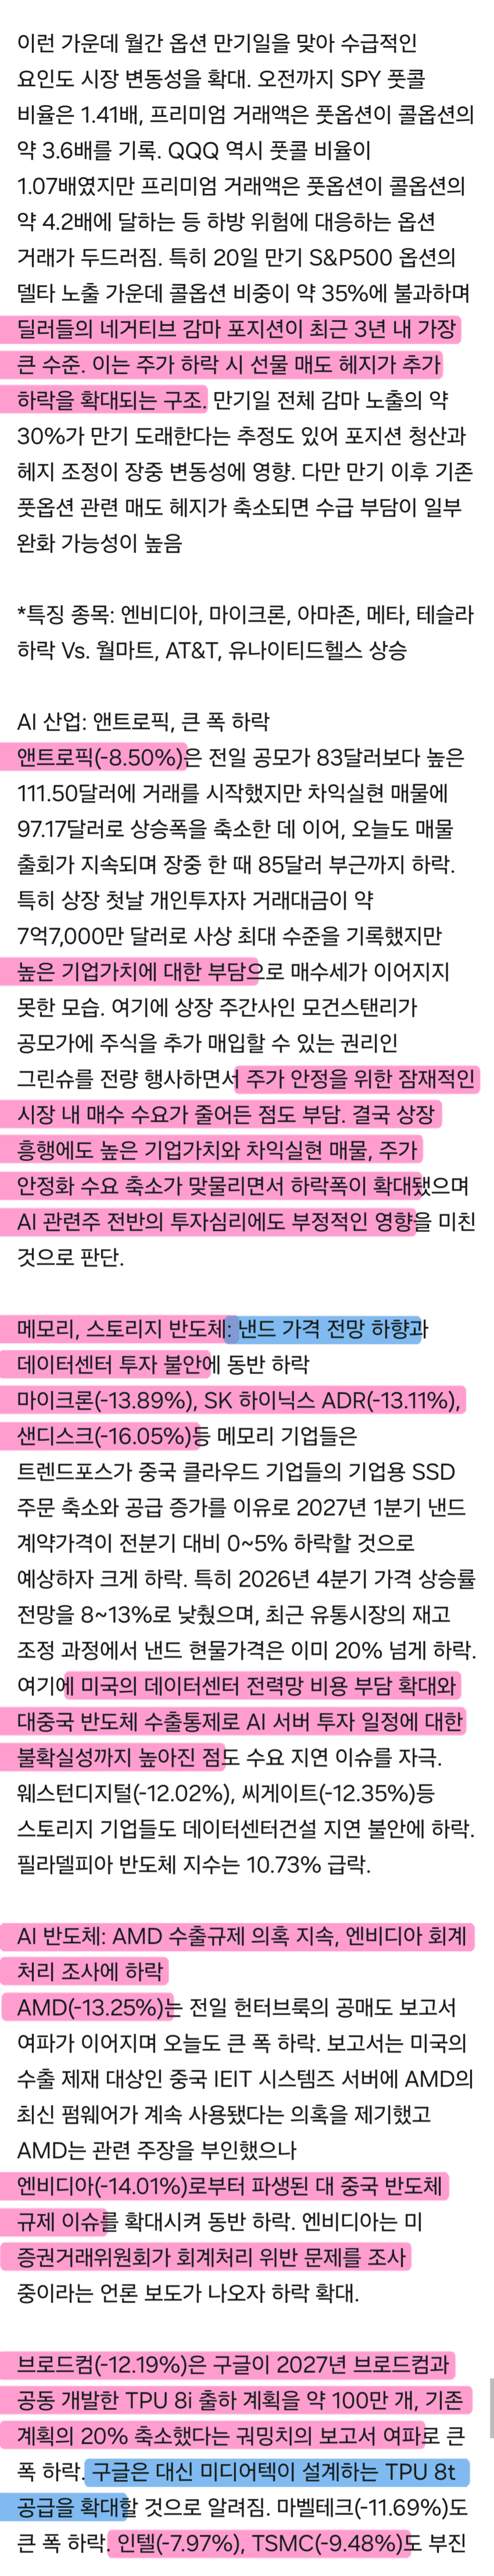 이런 가운데 월간 옵션 만기일을 맞아 수급적인
요인도 시장 변동성을 확대. 오전까지 SPY 풋콜
비율은 1.41배, 프리미엄 거래액은 풋옵션이 콜옵션의
약 3.6배를 기록. QQQ 역시 풋콜 비율이
1.07배였지만 프리미엄 거래액은 풋옵션이 콜옵션의
약 4.2배에 달하는 등 하방 위험에 대응하는 옵션
거래가 두드러짐. 특히 20일 만기 S&P500 옵션의
델타 노출 가운데 콜옵션 비중이 약 35%에 불과하며
딜러들의 네거티브 감마 포지션이 최근 3년 내 가장
큰 수준. 이는 주가 하락 시 선물 매도 헤지가 추가
하락을 확대되는 구조. 만기일 전체 감마 노출의 약
30%가 만기 도래한다는 추정도 있어 포지션 청산과
헤지 조정이 장중 변동성에 영향. 다만 만기 이후 기존
풋옵션 관련 매도 헤지가 축소되면 수급 부담이 일부
완화 가능성이 높음
*특징 종목: 엔비디아, 마이크론, 아마존, 메타, 테슬라
하락 Vs. 월마트, AT&T, 유나이티드헬스 상승
AI 산업: 앤트로픽, 큰 폭 하락
앤트로픽(-8.50%)은 전일 공모가 83달러보다 높은
111.50달러에 거래를 시작했지만 차익실현 매물에
97.17달러로 상승폭을 축소한 데 이어, 오늘도 매물
출회가 지속되며 장중 한 때 85달러 부근까지 하락.
특히 상장 첫날 개인투자자 거래대금이 약
7억7,000만 달러로 사상 최대 수준을 기록했지만
높은 기업가치에 대한 부담으로 매수세가 이어지지
못한 모습. 여기에 상장 주간사인 모건스탠리가
공모가에 주식을 추가 매입할 수 있는 권리인
그린슈를 전량 행사하면서 주가 안정을 위한 잠재적인
시장 내 매수 수요가 줄어든 점도 부담. 결국 상장
흥행에도 높은 기업가치와 차익실현 매물, 주가
안정화 수요 축소가 맞물리면서 하락폭이 확대됐으며
AI 관련주 전반의 투자심리에도 부정적인 영향을 미친
것으로 판단.
메모리, 스토리지 반도체: 낸드 가격 전망 하향과
데이터센터 투자 불안에 동반 하락
마이크론(-13.89%), SK 하이닉스 ADR(-13.11%),
샌디스크(-16.05%)등 메모리 기업들은
트렌드포스가 중국 클라우드 기업들의 기업용 SSD
주문 축소와 공급 증가를 이유로 2027년 1분기 낸드
계약가격이 전분기 대비 0~5% 하락할 것으로
예상하자 크게 하락. 특히 2026년 4분기 가격 상승률
전망을 8~13%로 낮췄으며, 최근 유통시장의 재고
조정 과정에서 낸드 현물가격은 이미 20% 넘게 하락.
여기에 미국의 데이터센터 전력망 비용 부담 확대와
대중국 반도체 수출통제로 AI 서버 투자 일정에 대한
불확실성까지 높아진 점도 수요 지연 이슈를 자극.
웨스턴디지털(-12.02%), 씨게이트(-12.35%)등
스토리지 기업들도 데이터센터건설 지연 불안에 하락.
필라델피아 반도체 지수는 10.73% 급락.
AI 반도체: AMD 수출규제 의혹 지속, 엔비디아 회계
처리 조사에 하락
AMD(-13.25%)는 전일 헌터브룩의 공매도 보고서
여파가 이어지며 오늘도 큰 폭 하락. 보고서는 미국의
수출 제재 대상인 중국 IEIT 시스템즈 서버에 AMD의
최신 펌웨어가 계속 사용됐다는 의혹을 제기했고
AMD는 관련 주장을 부인했으나
엔비디아(-14.01%)로부터 파생된 대 중국 반도체
규제 이슈를 확대시켜 동반 하락. 엔비디아는 미
증권거래위원회가 회계처리 위반 문제를 조사
중이라는 언론 보도가 나오자 하락 확대.
브로드컴(-12.19%)은 구글이 2027년 브로드컴과
공동 개발한 TPU 8i 출하 계획을 약 100만 개, 기존
계획의 20% 축소했다는 궈밍치의 보고서 여파로 큰
폭 하락. 구글은 대신 미디어텍이 설계하는 TPU 8t
공급을 확대할 것으로 알려짐. 마벨테크(-11.69%)도
큰 폭 하락. 인텔(-7.97%), TSMC(-9.48%)도 부진